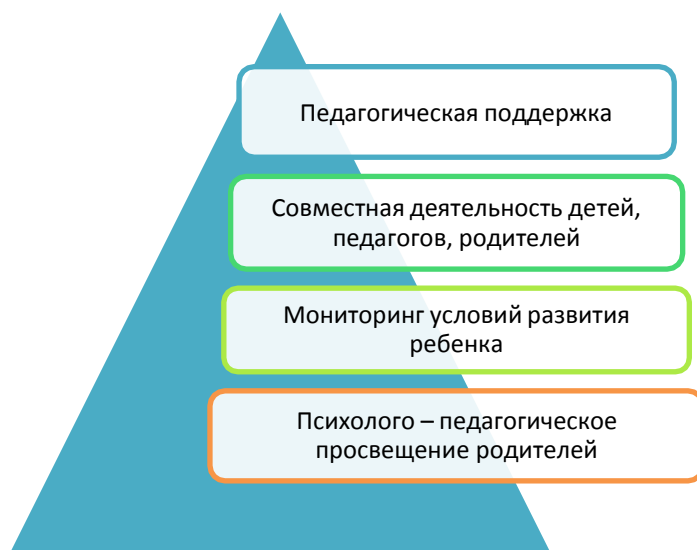 Педагогическая поддержка
Совместная деятельность детей,
педагогов, родителей
Мониторинг условий развития
ребенка
Психолого – педагогическое
просвещение родителей